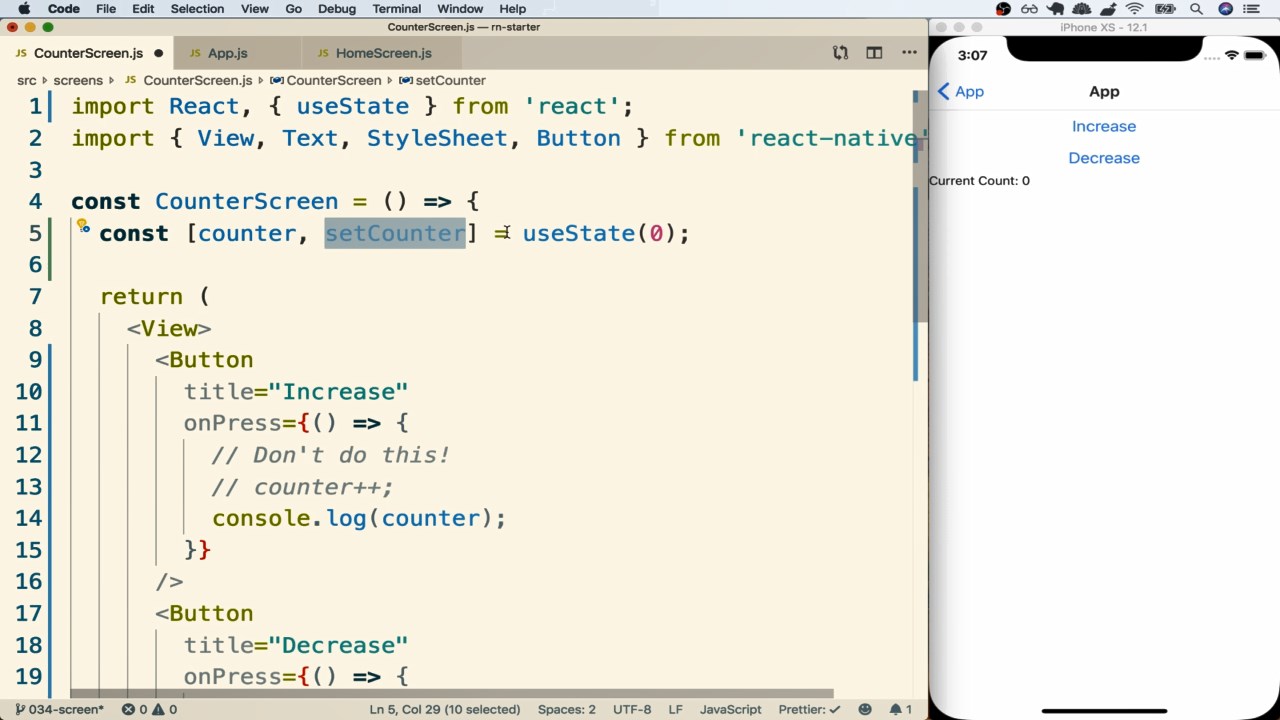 Code File Edit Selection View Go Debug Terminal Window Help
CounterScreen.js — rn-starter
JS CounterScreen.js JS App.js JS HomeScreen.js
src screens JS CounterScreen.js CounterScreen setCounter
1 import React, { useState } from 'react';
2 import { View, Text, StyleSheet, Button } from 'react-native'
3
4 const CounterScreen = () => {
5 const [counter, setCounter] = useState(0);
6
7 return (
8 <View>
9 <Button
10 title="Increase"
11 onPress={() => {
12 // Don't do this!
13 // counter++;
14 console.log(counter);
15 }}
16 />
17 <Button
18 title="Decrease"
19 onPress={() => {
034-screen* 0 0 Ln 5, Col 29 (10 selected) Spaces: 2 UTF-8 LF JavaScript Prettier: ✓ 1
iPhone XS - 12.1
3:07
App App
Increase
Decrease
Current Count: 0